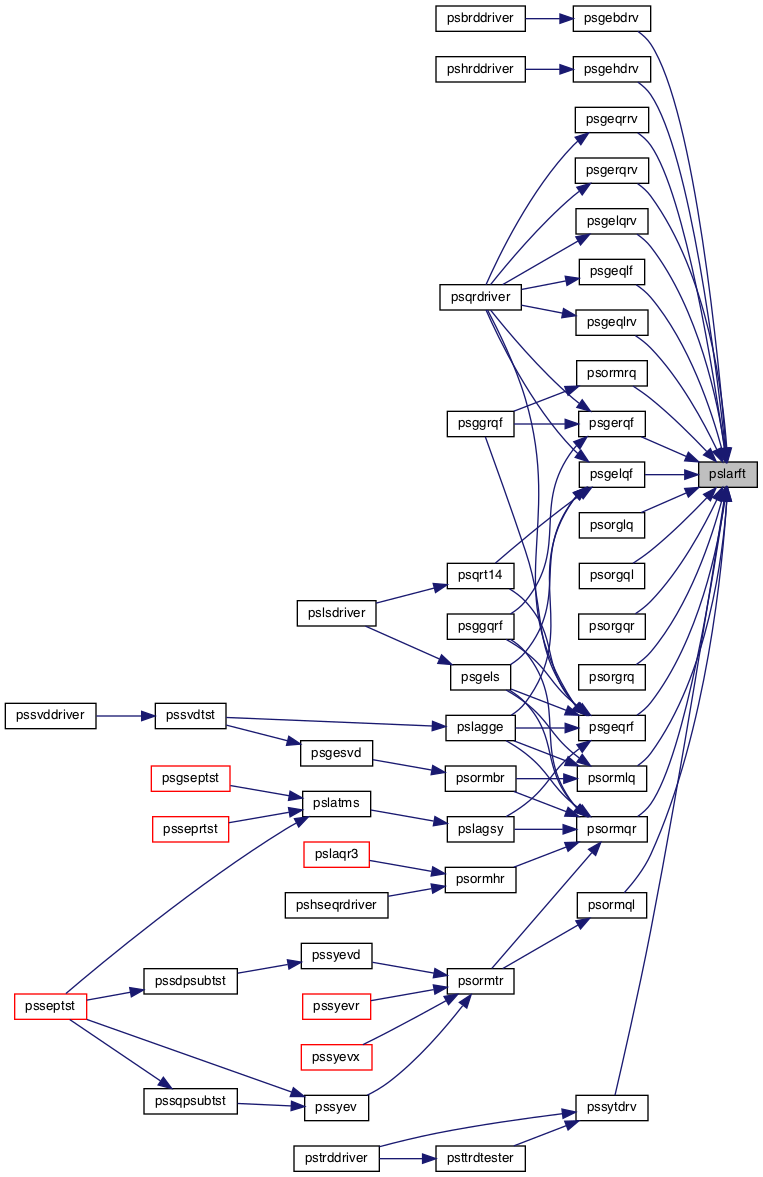 psbrddriver
psgebdrv
pshrddriver
psgehdrv
psgeqrrv
psgerqrv
psgelqrv
psgeqlf
psqrdriver
psgeqlrv
psormrq
psggrqf
psgerqf
psgelqf
pslarft
psorglq
psqrt14
psorgql
pslsdriver
psggqrf
psorgqr
psgels
psorgrq
pssvddriver
pssvdtst
pslagge
psgeqrf
psgesvd
psgseptst
psormbr
psormlq
pslatms
psseprtst
pslagsy
psormqr
pslaqr3
psormhr
pshseqrdriver
psormql
pssyevd
pssdpsubtst
psormtr
psseptst
pssyevr
pssyevx
pssqpsubtst
pssyev
pssytdrv
pstrddriver
psttrdtester